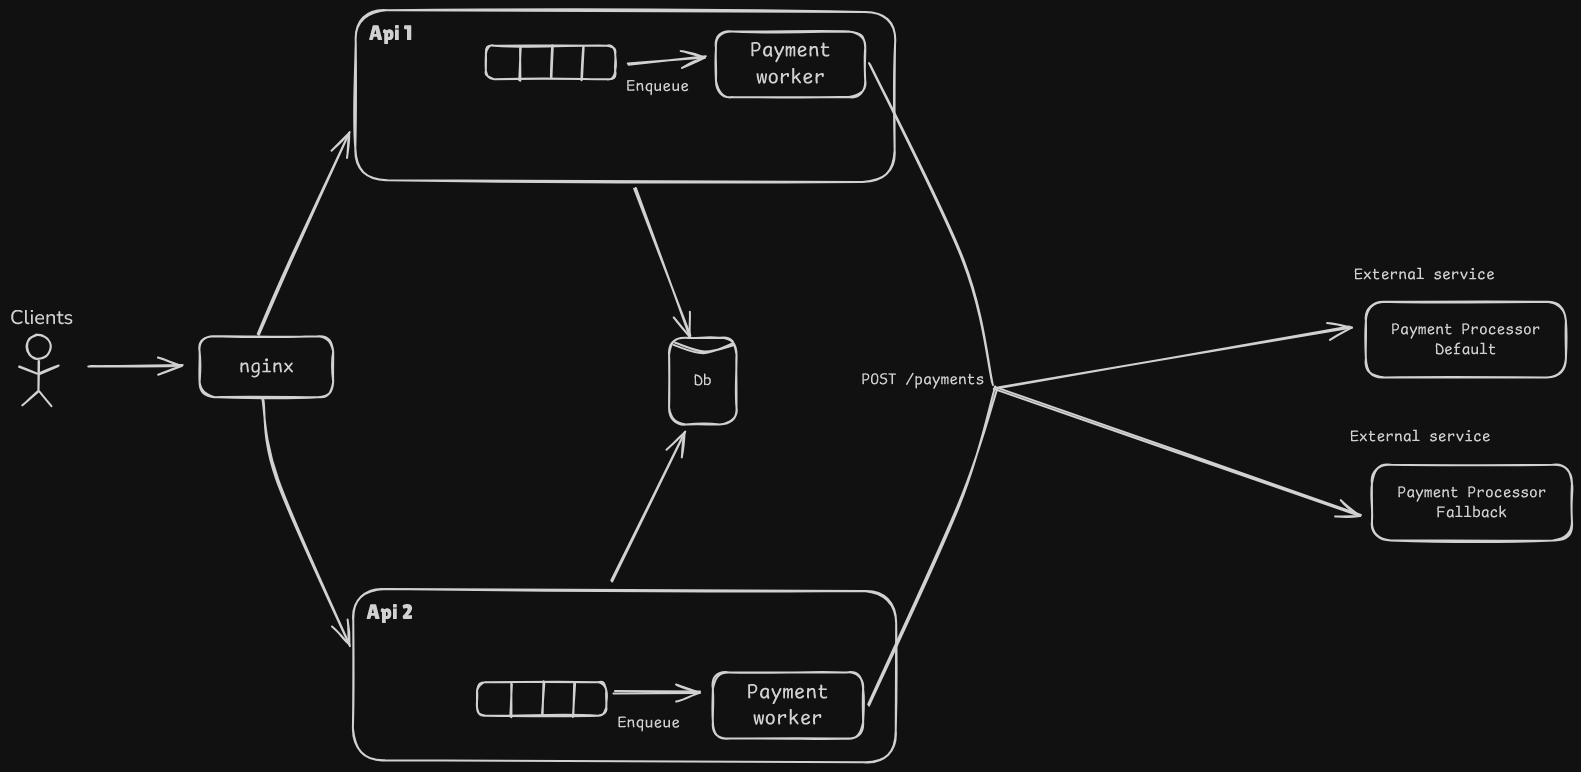 Api 1
Payment
worker
Enqueue
Clients
nginx
Db
POST /payments
External service
Payment Processor
Default
External service
Payment Processor
Fallback
Api 2
Payment
worker
Enqueue